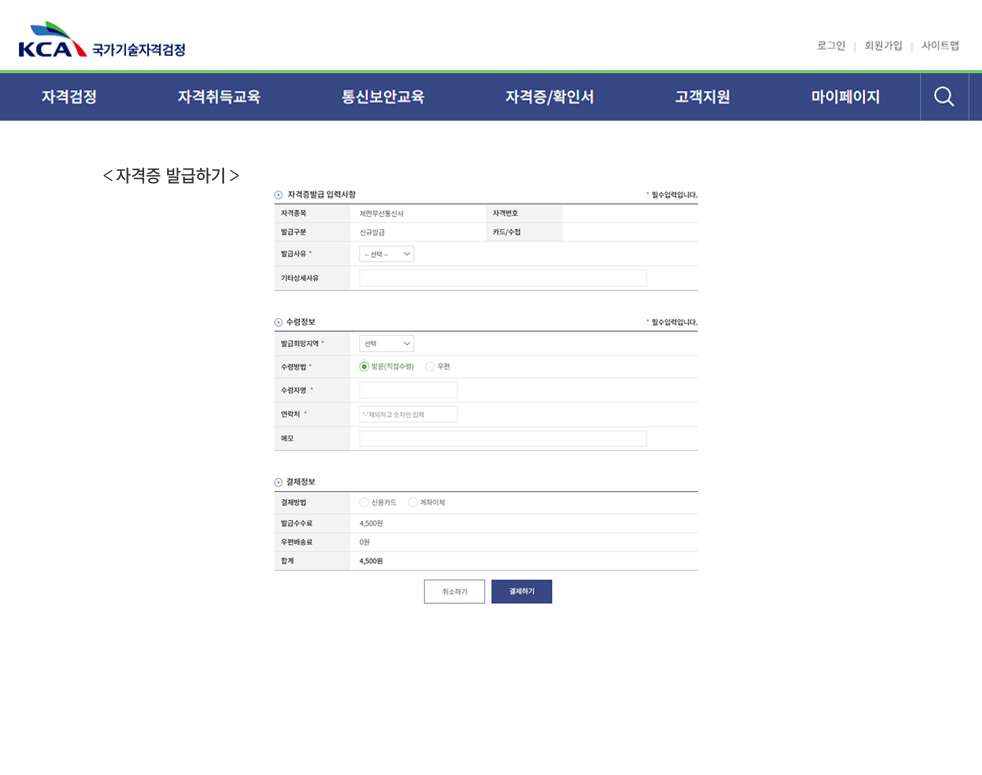 KCA 국가기술자격검정
로그인 | 회원가입 | 사이트맵
자격검정 자격취득교육 통신보안교육 자격증/확인서 고객지원 마이페이지
<자격증 발급하기>
자격증발급 입력사항 * 필수입력입니다.
자격종목 제한무선통신사 자격번호
발급구분 신규발급 카드/수첩
발급사유 * -- 선택 --
기타상세사유
수령정보 * 필수입력입니다.
발급희망지역 * 선택
수령방법 * 방문(직접수령) 우편
수령자명 *
연락처 * '-'제외하고 숫자만 입력
메모
결제정보
결제방법 신용카드 계좌이체
발급수수료 4,500원
우편배송료 0원
합계 4,500원
취소하기 결제하기